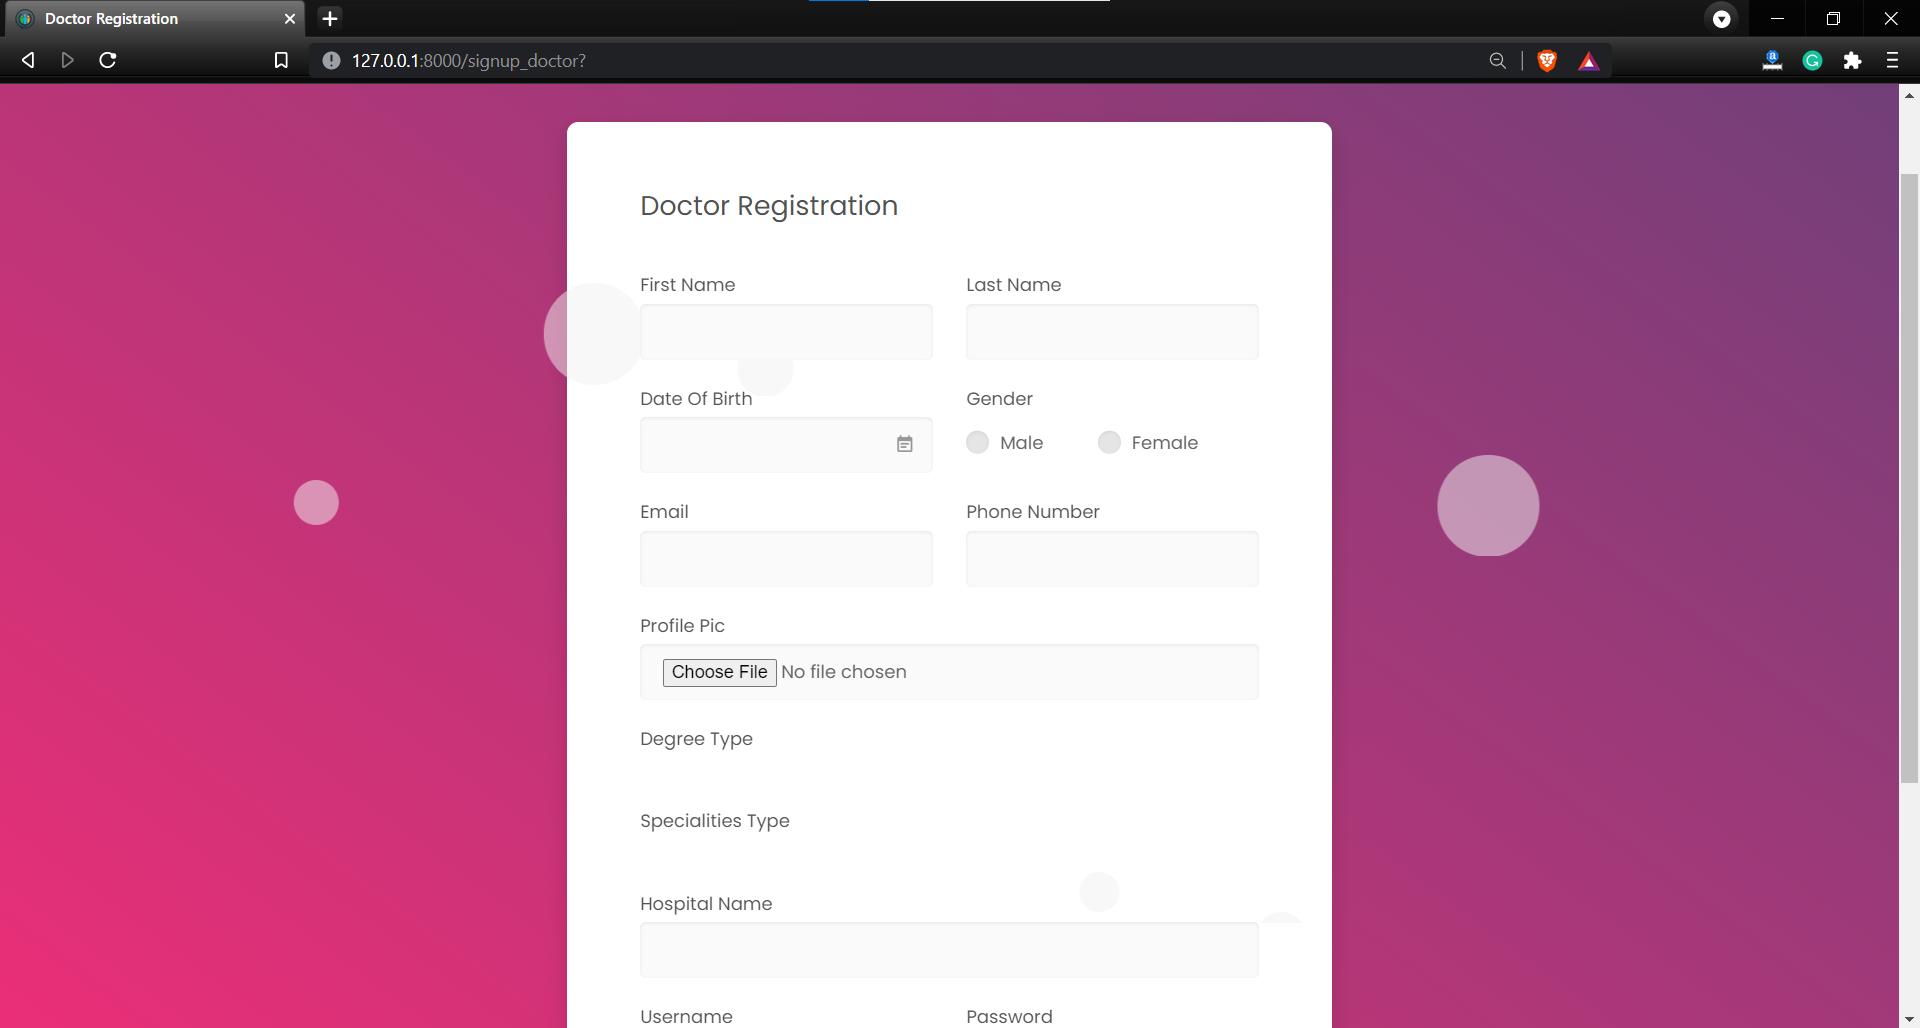 Doctor Registration
127.0.0.1:8000/signup_doctor?
Doctor Registration
First Name Last Name
Date Of Birth Gender
Male Female
Email Phone Number
Profile Pic
Choose File No file chosen
Degree Type
Specialities Type
Hospital Name
Username Password